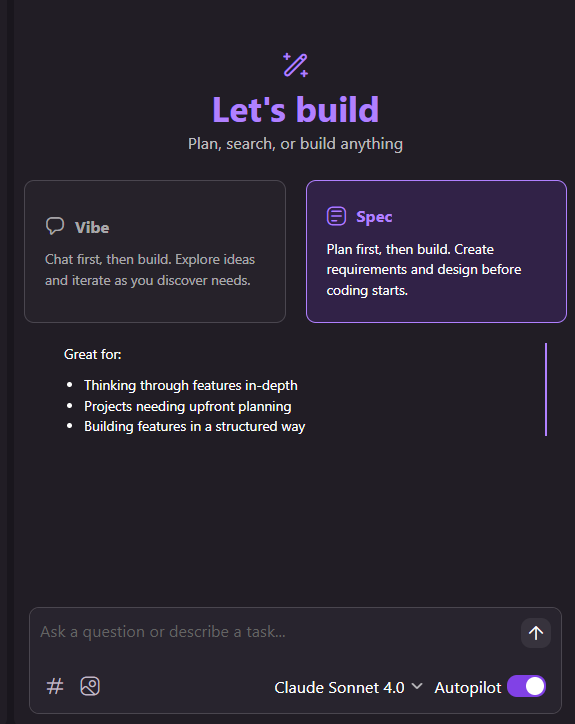 Let's build
Plan, search, or build anything
Vibe
Chat first, then build. Explore ideas
and iterate as you discover needs.
Spec
Plan first, then build. Create
requirements and design before
coding starts.
Great for:
• Thinking through features in-depth
• Projects needing upfront planning
• Building features in a structured way
Ask a question or describe a task...
# Claude Sonnet 4.0 Autopilot